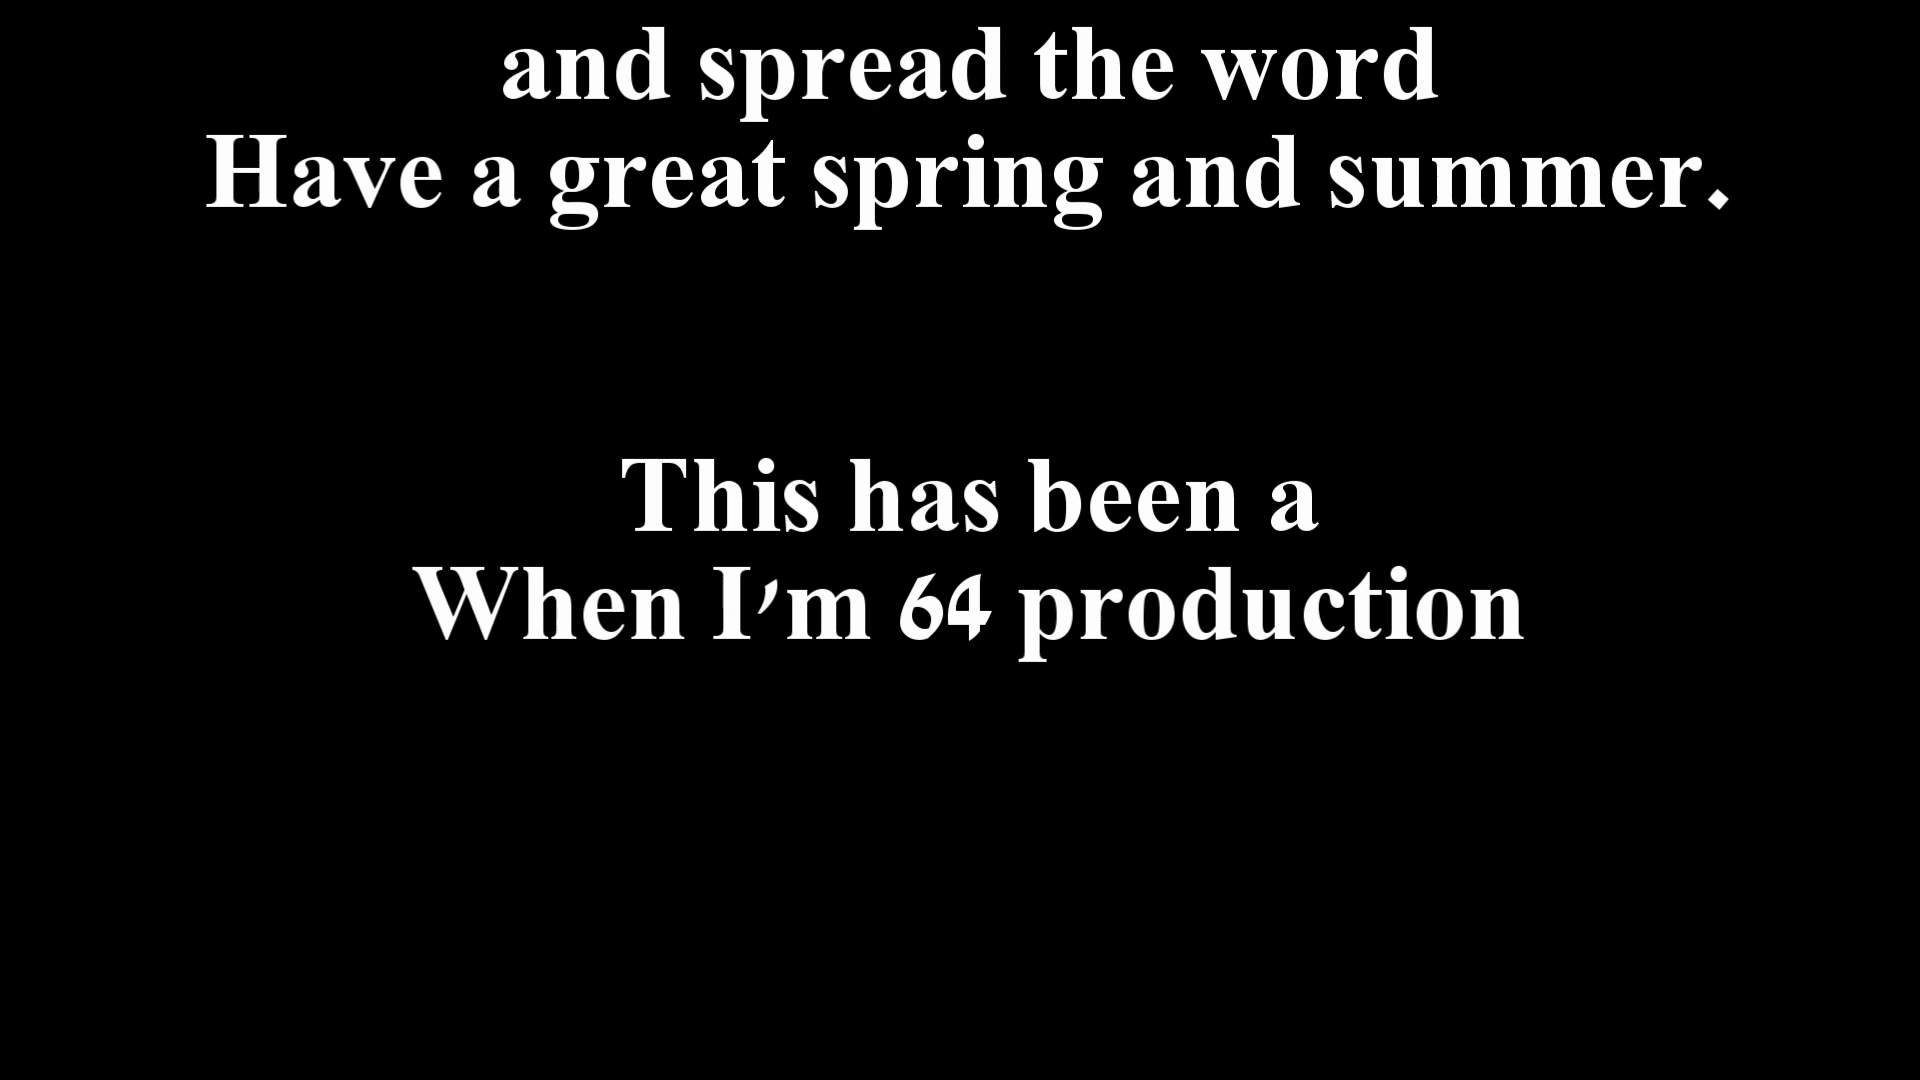 and spread the word
Have a great spring and summer.
This has been a
When I'm 64 production